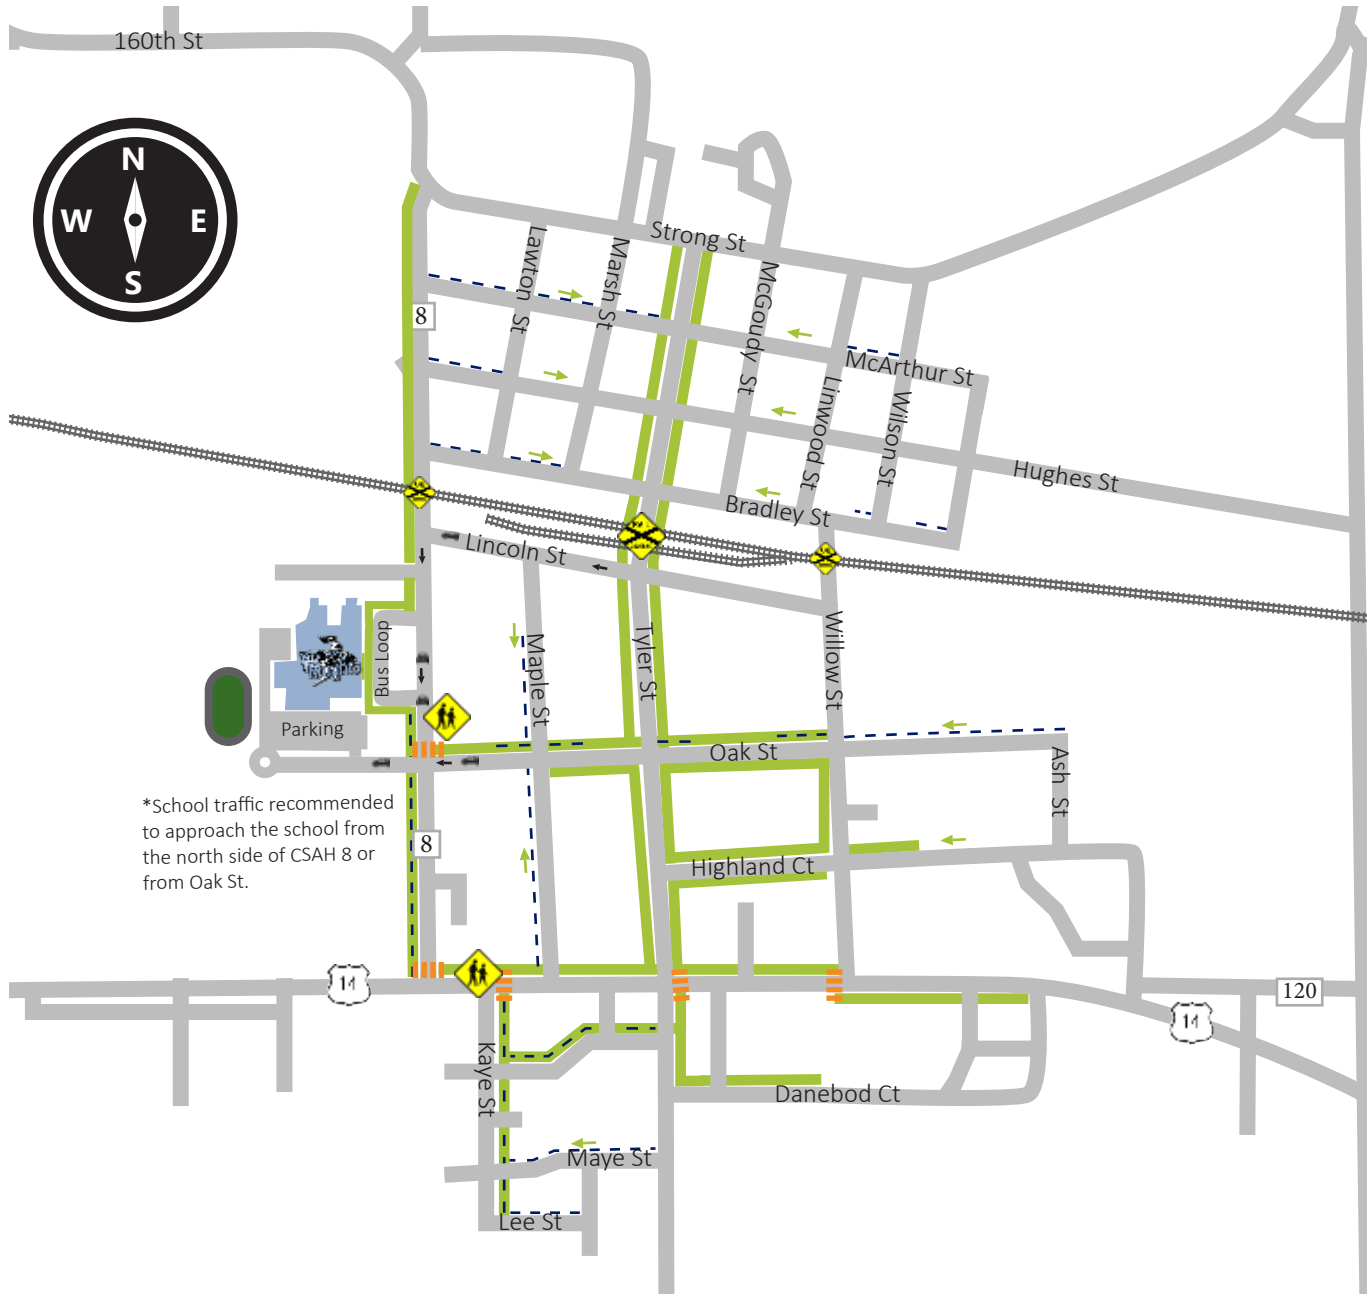 160th St
N
W
E
S
Strong St
Lawton St
Marsh St
McGoudy St
8
McArthur St
Linwood St
Wilson St
Hughes St
Bradley St
Lincoln St
Maple St
Tyler St
Willow St
Bus Loop
Parking
Oak St
Ash St
*School traffic recommended
to approach the school from
the north side of CSAH 8 or
from Oak St.
8
Highland Ct
14
120
14
Kaye St
Danebod Ct
Maye St
Lee St